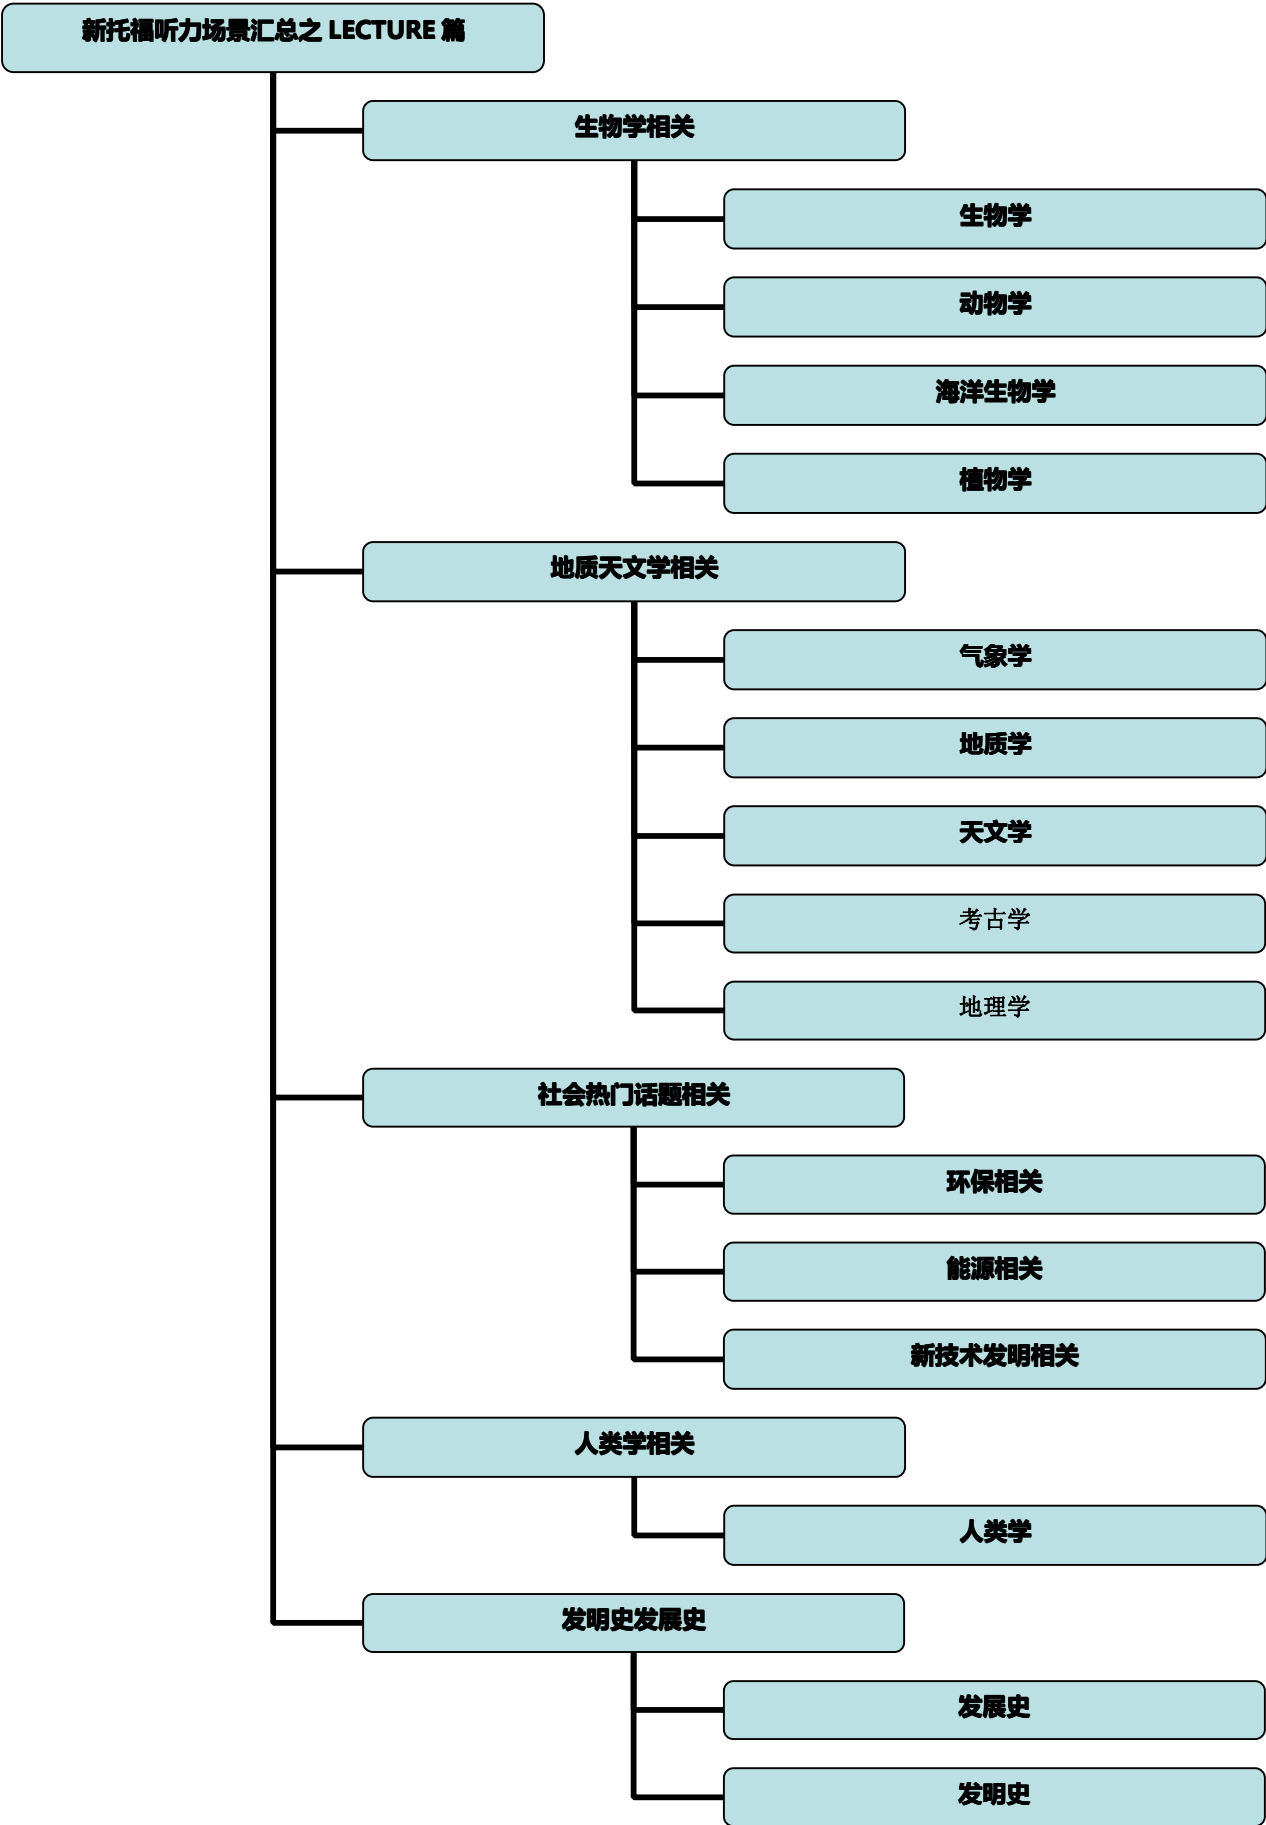 新托福听力场景汇总之 LECTURE 篇
生物学相关
生物学
动物学
海洋生物学
植物学
地质天文学相关
气象学
地质学
天文学
考古学
地理学
社会热门话题相关
环保相关
能源相关
新技术发明相关
人类学相关
人类学
发明史发展史
发展史
发明史